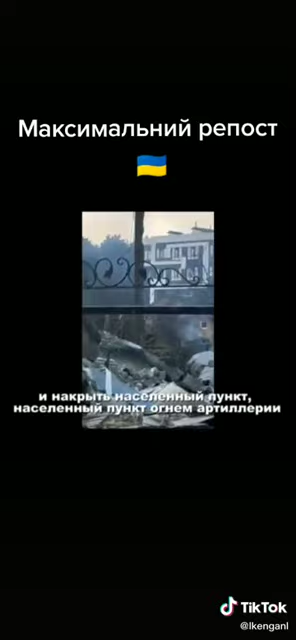 Максимальний репост
и накрыть населенный пункт,
населенный пункт огнем артиллерии
TikTok
@lkenganl